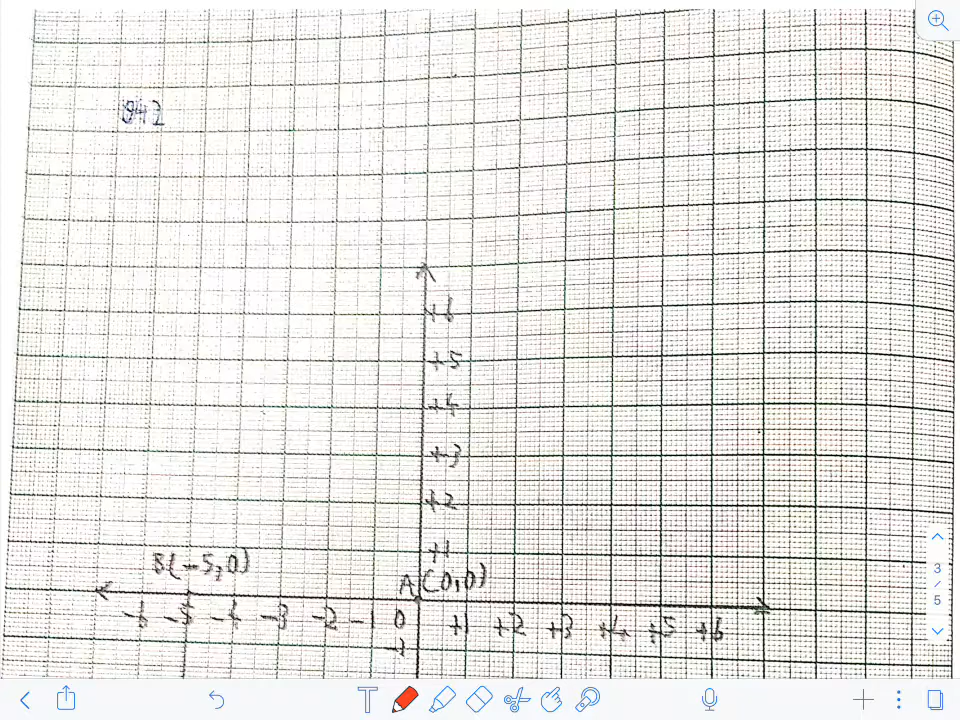 942
+6
+5
+4
+3
+2
+1
B(-5,0)
A(0,0)
-6 -5 -4 -3 -2 -1 0 +1 +2 +3 +4 +5 +6
-1
3
/
5
T